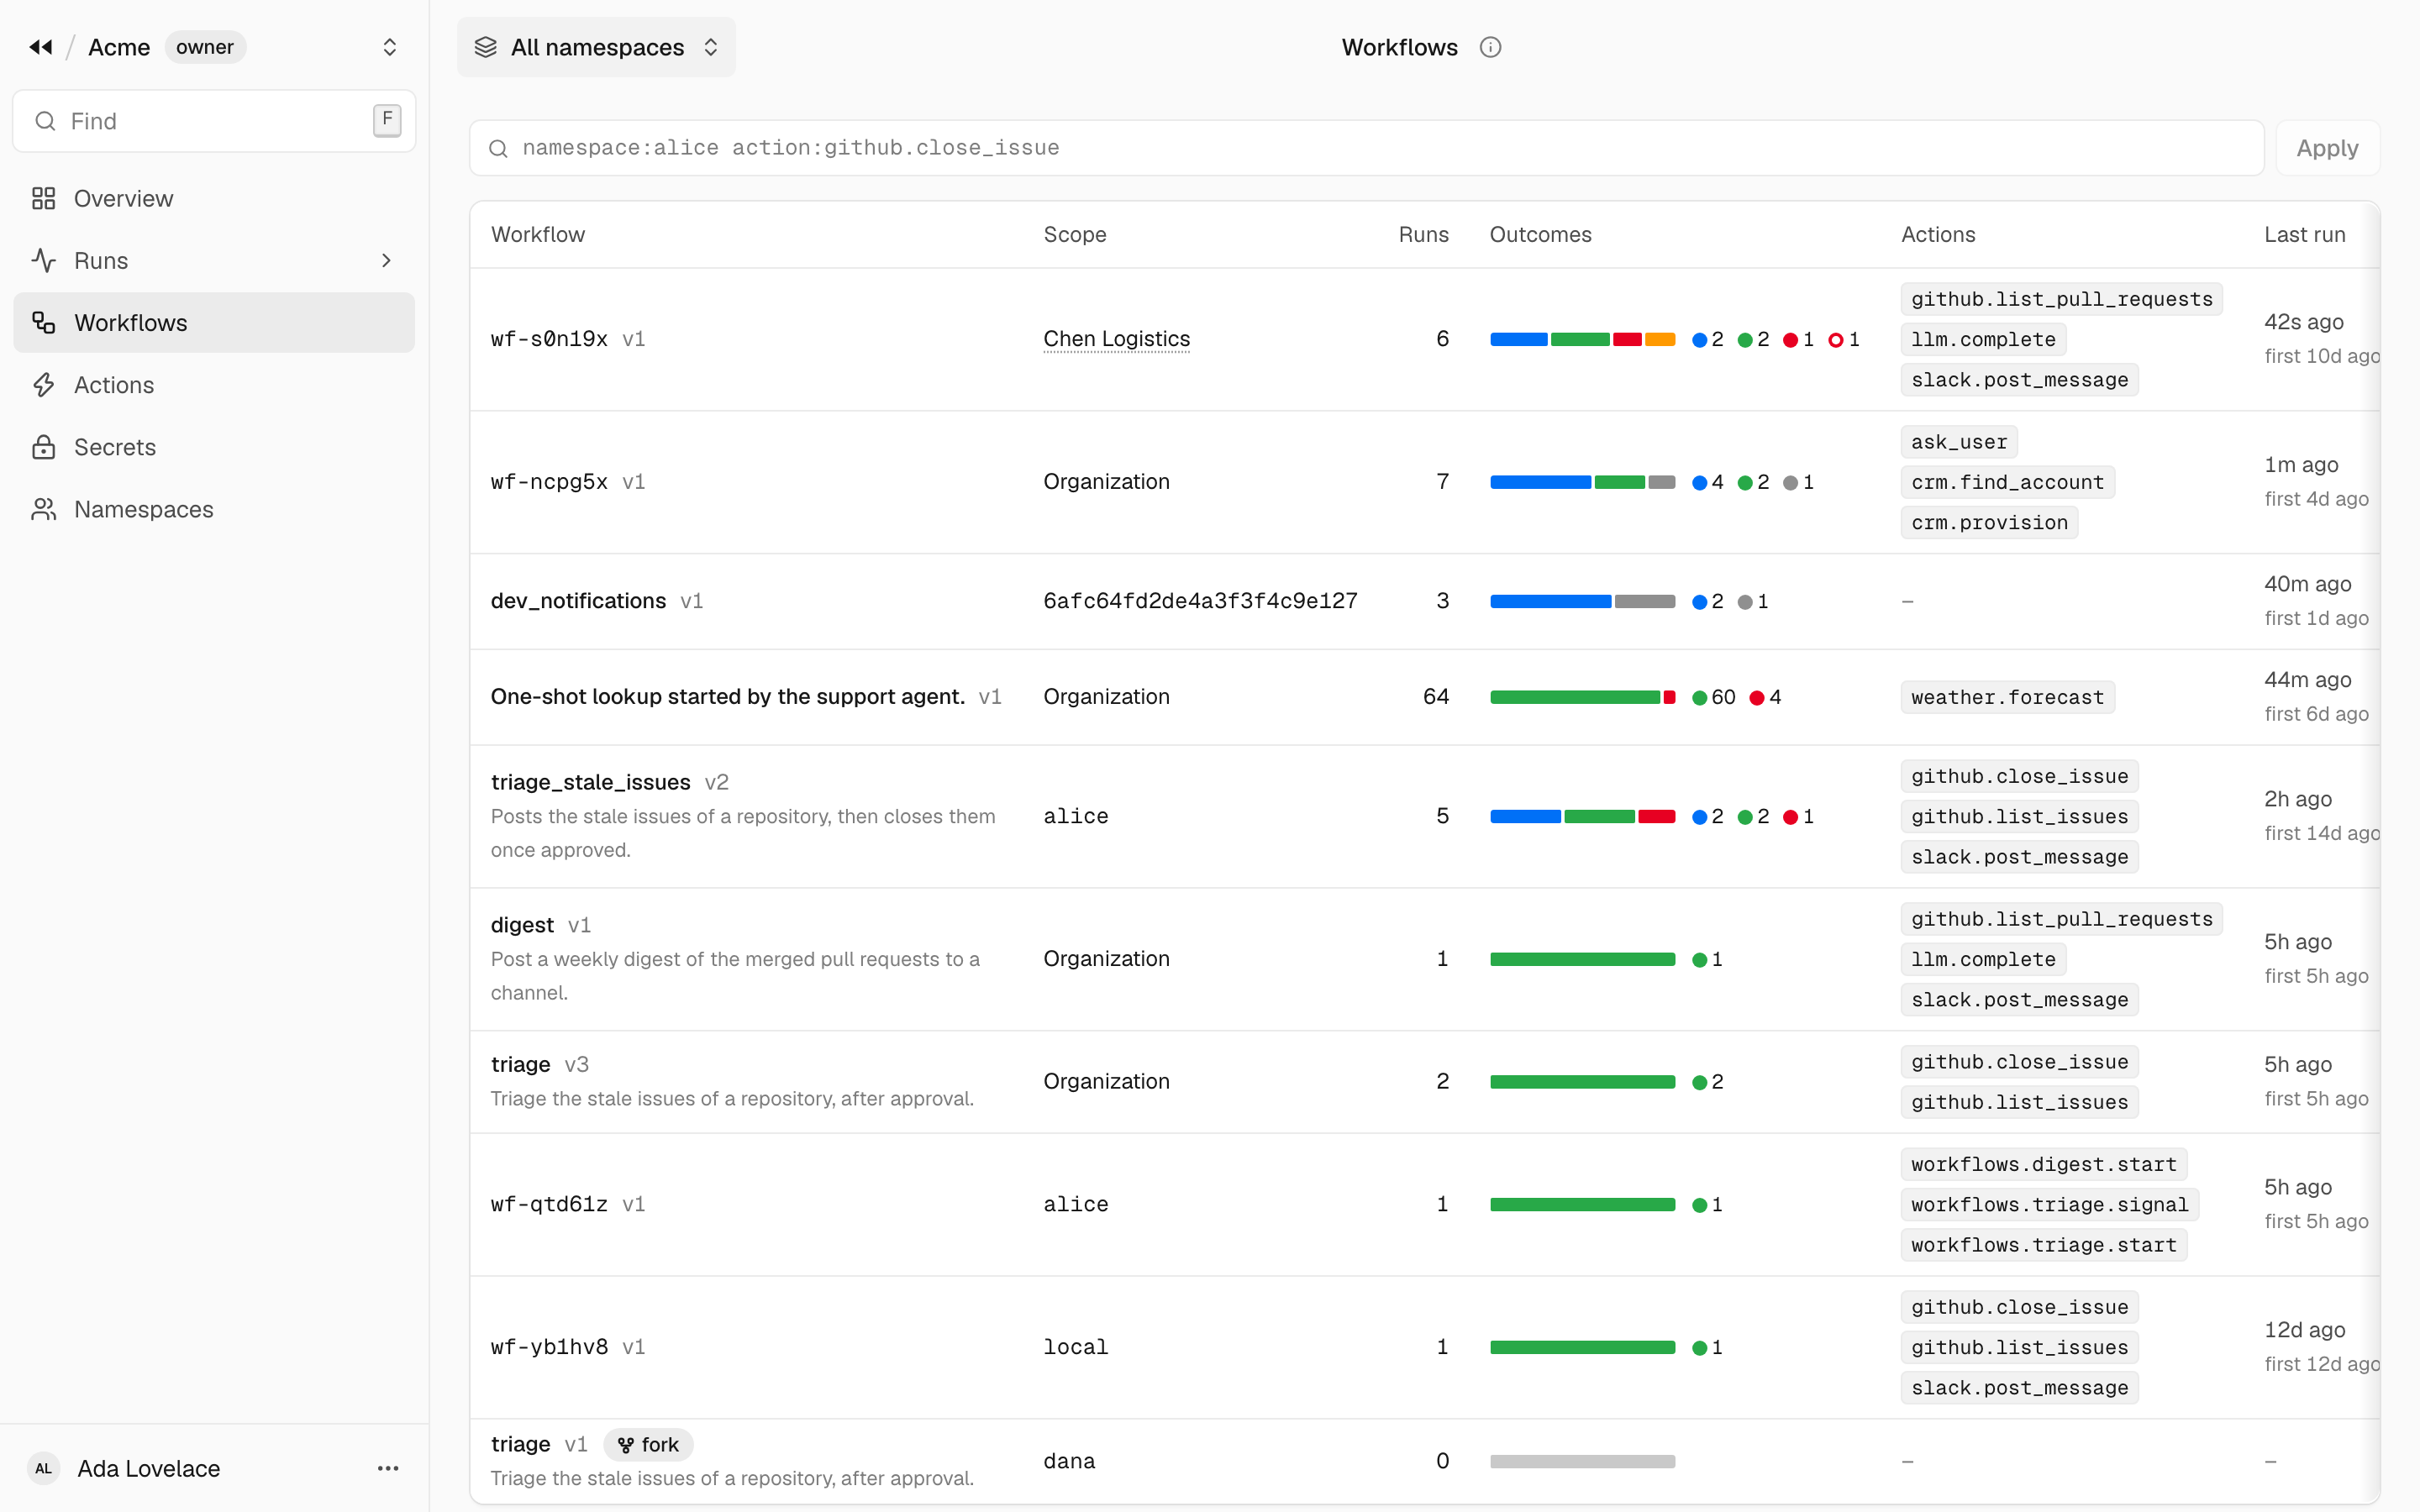 / Acme owner
All namespaces
Workflows
Find F
namespace:alice action:github.close_issue
Apply
Overview
Runs
Workflows
Actions
Secrets
Namespaces
Workflow Scope Runs Outcomes Actions Last run
wf-s0n19x v1 Chen Logistics 6 2 2 1 1
github.list_pull_requests
llm.complete
slack.post_message
42s ago
first 10d ago
wf-ncpg5x v1 Organization 7 4 2 1
ask_user
crm.find_account
crm.provision
1m ago
first 4d ago
dev_notifications v1 6afc64fd2de4a3f3f4c9e127 3 2 1 –
40m ago
first 1d ago
One-shot lookup started by the support agent. v1 Organization 64 60 4 weather.forecast
44m ago
first 6d ago
triage_stale_issues v2
Posts the stale issues of a repository, then closes them
once approved.
alice 5 2 2 1
github.close_issue
github.list_issues
slack.post_message
2h ago
first 14d ago
digest v1
Post a weekly digest of the merged pull requests to a
channel.
Organization 1 1
github.list_pull_requests
llm.complete
slack.post_message
5h ago
first 5h ago
triage v3
Triage the stale issues of a repository, after approval.
Organization 2 2
github.close_issue
github.list_issues
5h ago
first 5h ago
wf-qtd61z v1 alice 1 1
workflows.digest.start
workflows.triage.signal
workflows.triage.start
5h ago
first 5h ago
wf-yb1hv8 v1 local 1 1
github.close_issue
github.list_issues
slack.post_message
12d ago
first 12d ago
triage v1 fork
Triage the stale issues of a repository, after approval.
dana 0 – –
AL Ada Lovelace